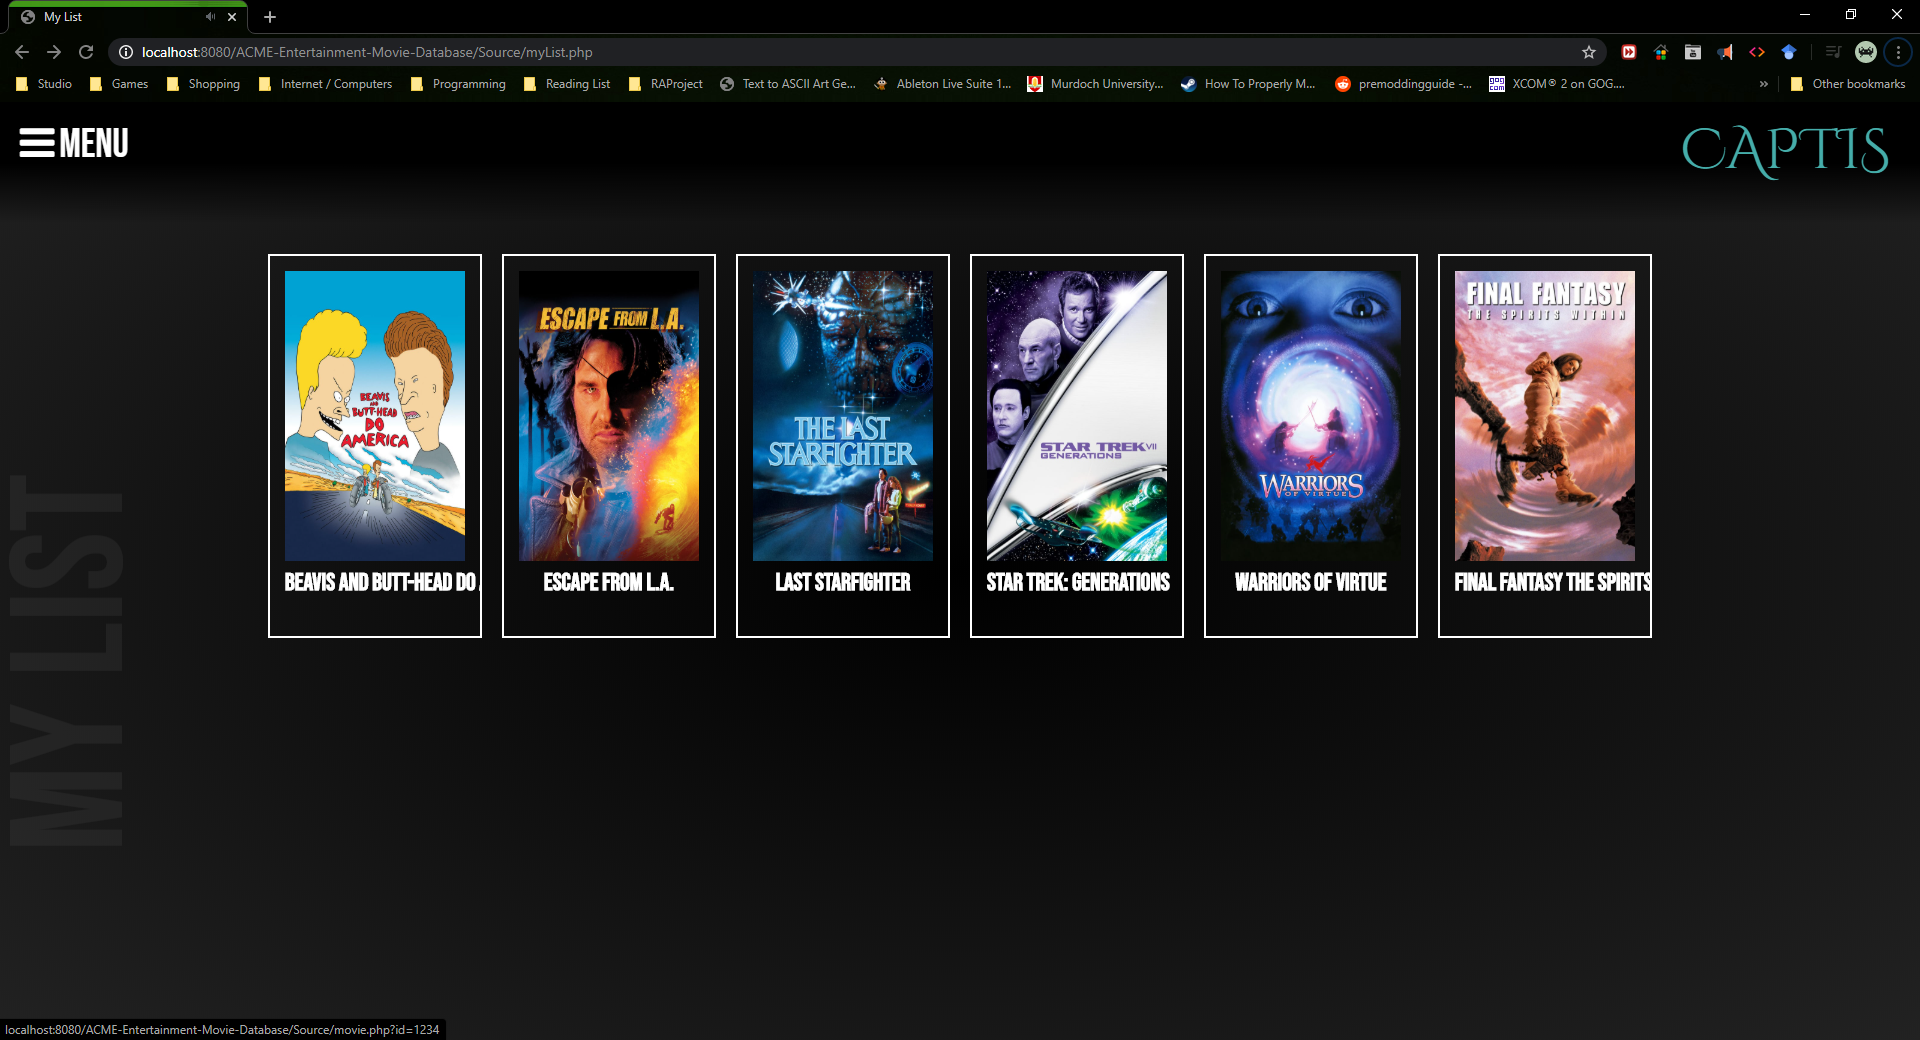 My List
localhost:8080/ACME-Entertainment-Movie-Database/Source/myList.php
Studio Games Shopping Internet / Computers Programming Reading List RAProject Text to ASCII Art Ge... Ableton Live Suite 1... Murdoch University... How To Properly M... premoddingguide -... XCOM® 2 on GOG.... » Other bookmarks
MENU
CAPTIS
MY LIST
BEAVIS AND BUTT-HEAD DO AMERICA
BEAVIS AND BUTT-HEAD DO
ESCAPE FROM L.A.
ESCAPE FROM L.A.
THE LAST
STARFIGHTER
LAST STARFIGHTER
STAR TREK VII
GENERATIONS
STAR TREK: GENERATIONS
WARRIORS
OF VIRTUE
WARRIORS OF VIRTUE
FINAL FANTASY
THE SPIRITS WITHIN
FINAL FANTASY THE SPIRITS
localhost:8080/ACME-Entertainment-Movie-Database/Source/movie.php?id=1234